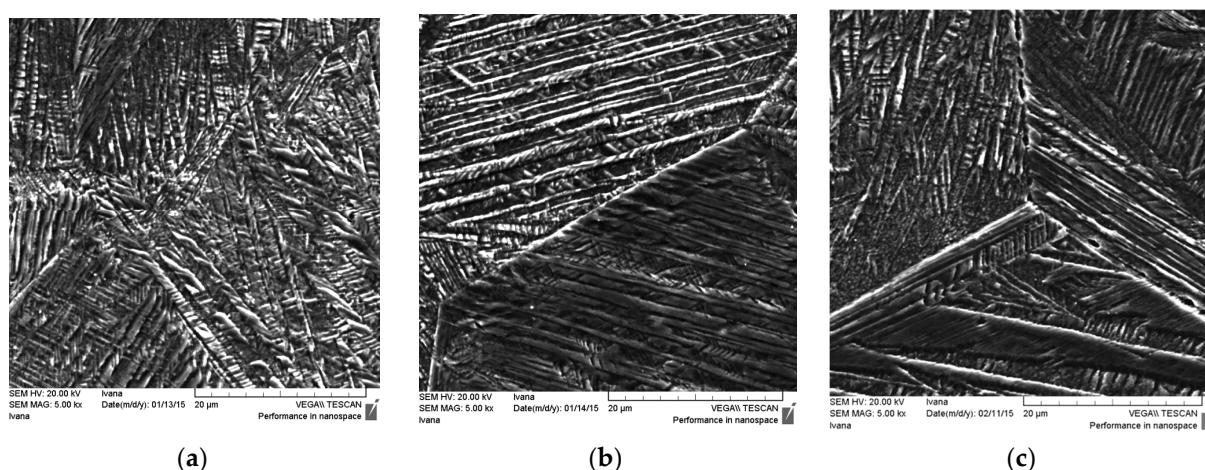 SEM HV: 20.00 kV Ivana
SEM MAG: 5.00 kx Date(m/d/y): 01/13/15 20 µm VEGA\\ TESCAN
Ivana Performance in nanospace
SEM HV: 20.00 kV Ivana
SEM MAG: 5.00 kx Date(m/d/y): 01/14/15 20 µm VEGA\\ TESCAN
Ivana Performance in nanospace
SEM HV: 20.00 kV Ivana
SEM MAG: 5.00 kx Date(m/d/y): 02/11/15 20 µm VEGA\\ TESCAN
Ivana Performance in nanospace
(a) (b) (c)